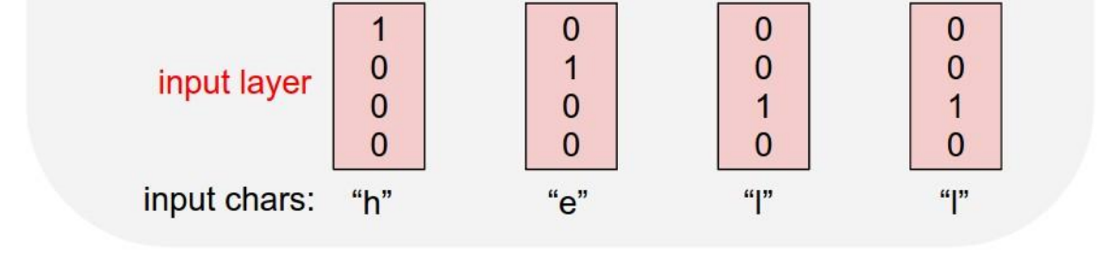 1 0 0 0
0 1 0 0
input layer
0 0 1 1
0 0 0 0
input chars: “h” “e” “l” “l”